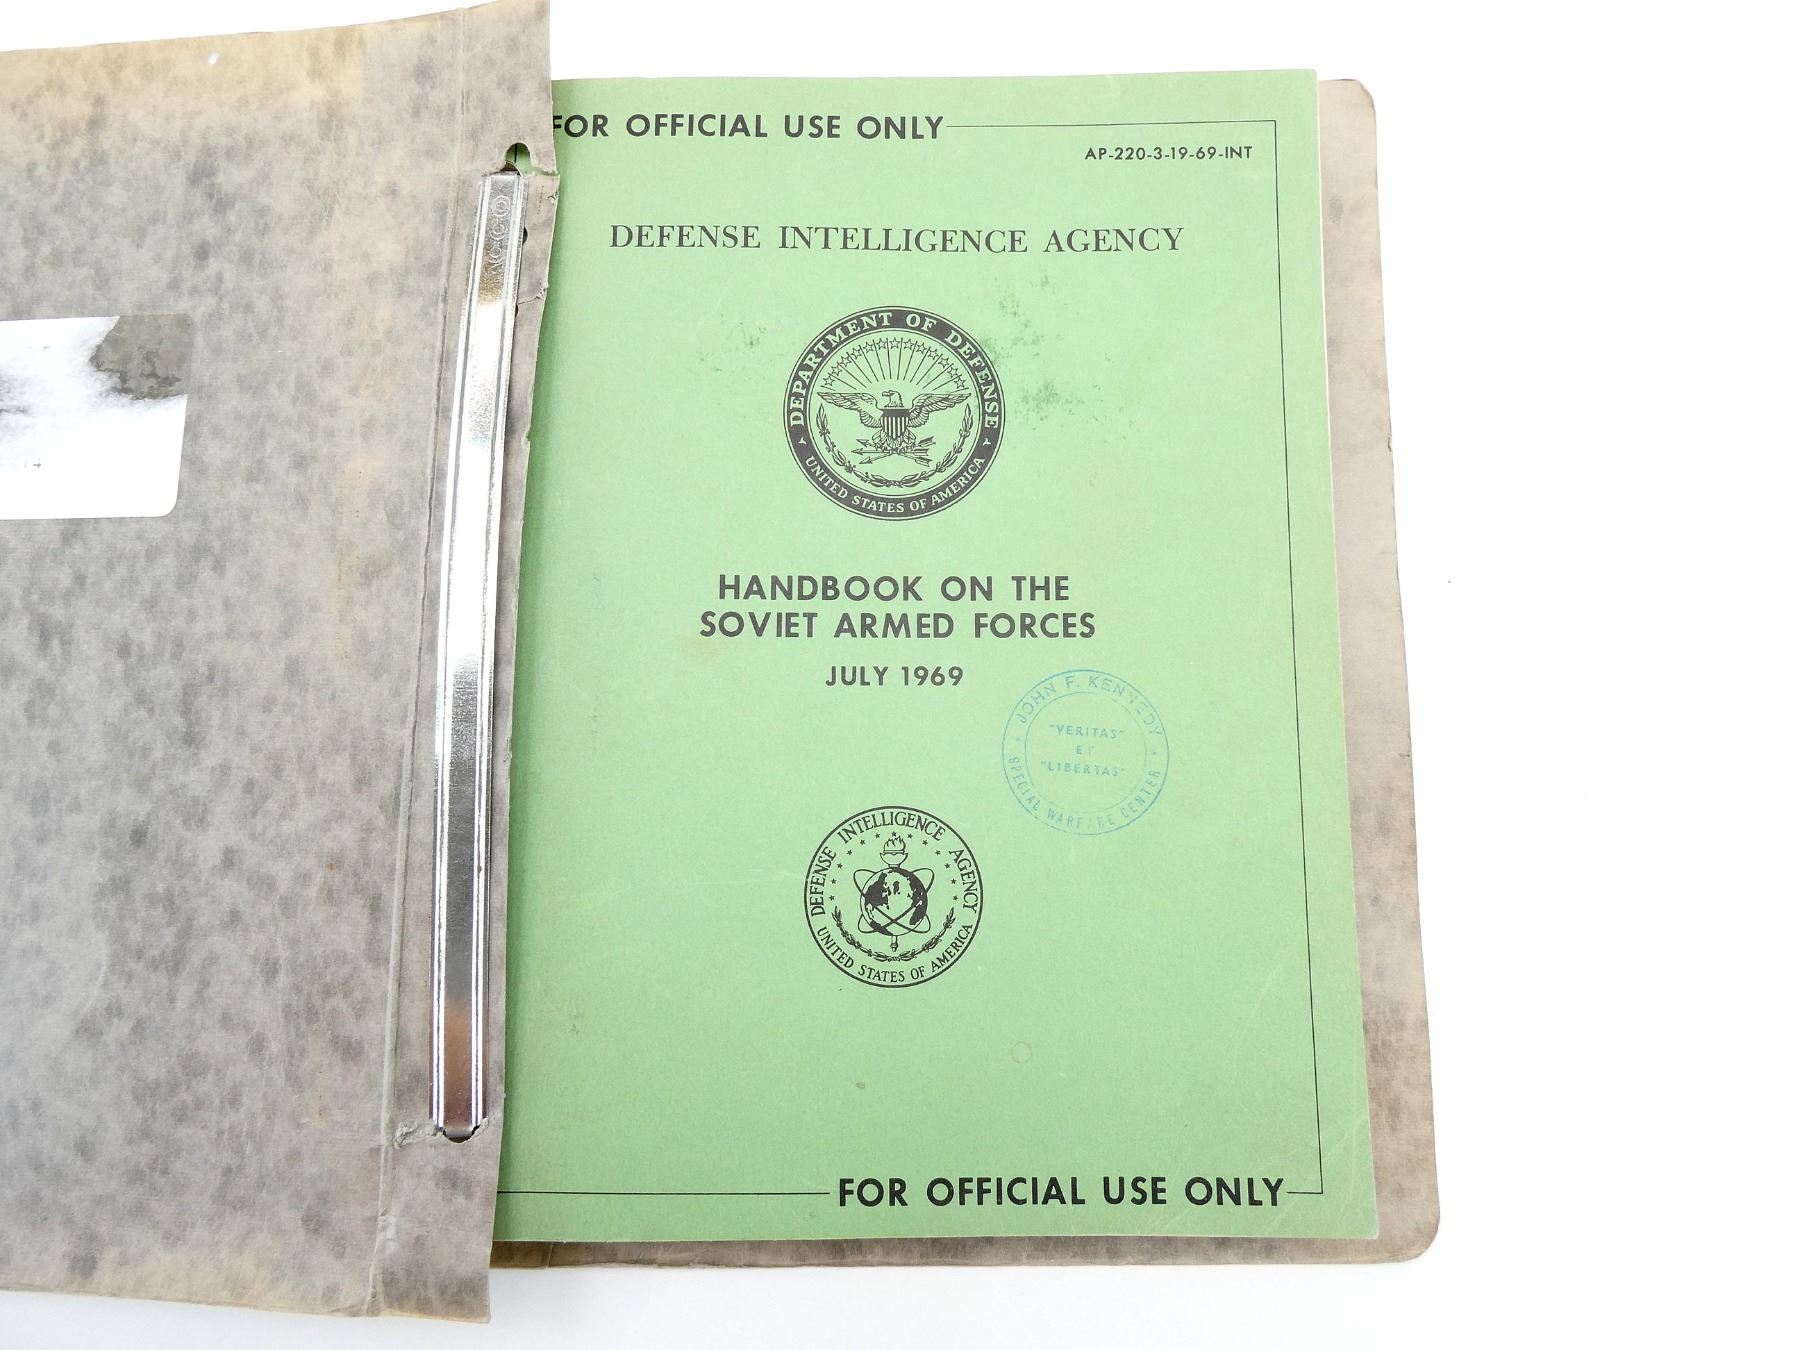 FOR OFFICIAL USE ONLY
AP-220-3-19-69-INT
DEFENSE INTELLIGENCE AGENCY
DEPARTMENT OF DEFENSE
UNITED STATES OF AMERICA
HANDBOOK ON THE
SOVIET ARMED FORCES
JULY 1969
JOHN F. KENNEDY
"VERITAS"
ET
"LIBERTAS"
SPECIAL WARFARE CENTER
DEFENSE INTELLIGENCE AGENCY
UNITED STATES OF AMERICA
FOR OFFICIAL USE ONLY